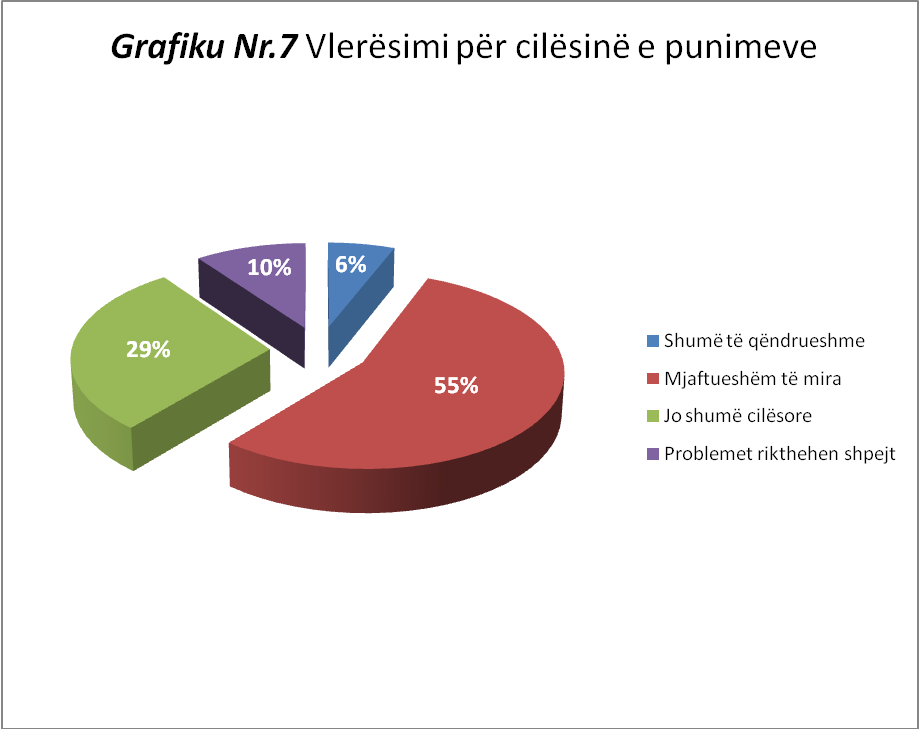 Grafiku Nr.7 Vlerësimi për cilësinë e punimeve
6%
10%
29%
55%
Shumë të qëndrueshme
Mjaftueshëm të mira
Jo shumë cilësore
Problemet rikthehen shpejt